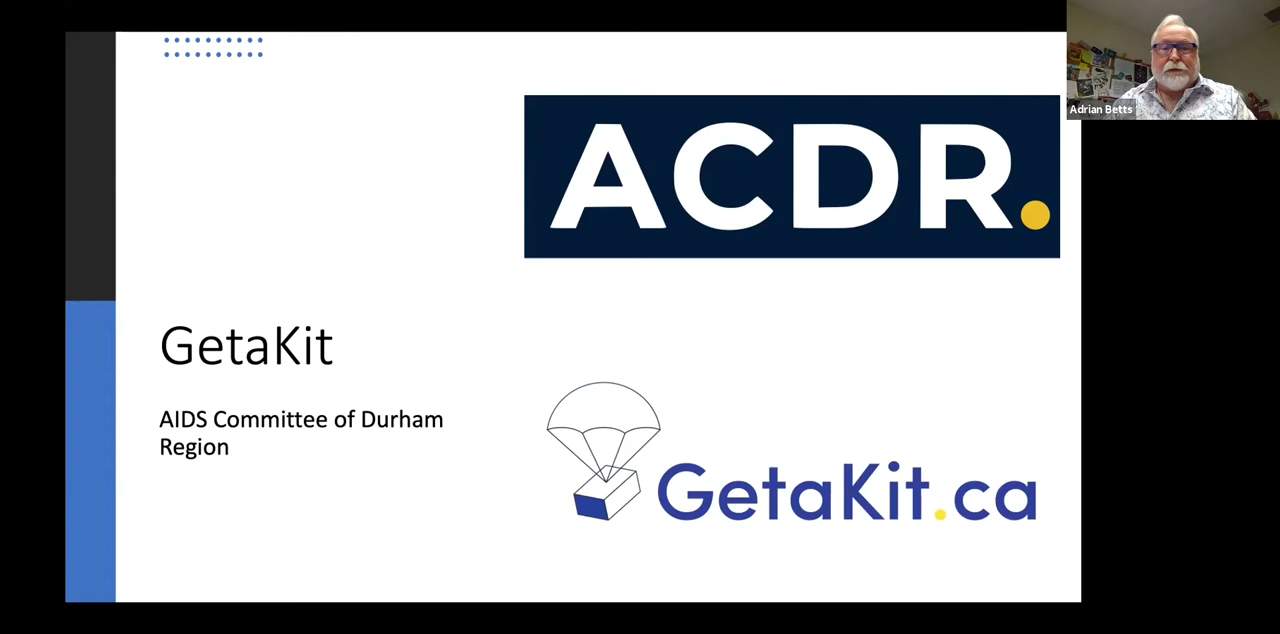 ACDR.
Adrian Betts
GetaKit
AIDS Committee of Durham
Region
GetaKit.ca